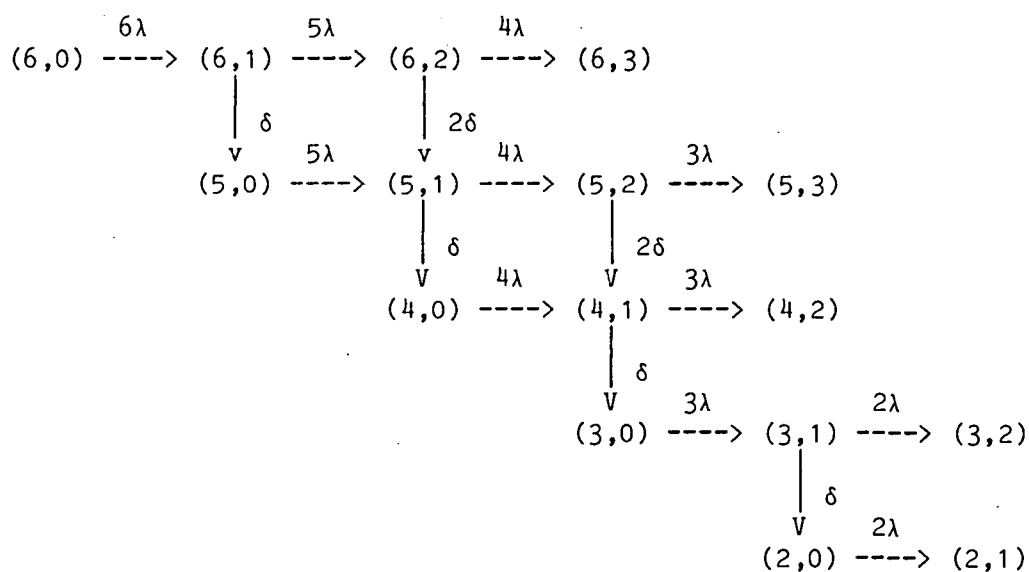 6λ 5λ 4λ
(6,0) ----> (6,1) ----> (6,2) ----> (6,3)
δ 2δ
v 5λ v 4λ 3λ
(5,0) ----> (5,1) ----> (5,2) ----> (5,3)
δ 2δ
V 4λ V 3λ
(4,0) ----> (4,1) ----> (4,2)
δ
V 3λ 2λ
(3,0) ----> (3,1) ----> (3,2)
δ
V 2λ
(2,0) ----> (2,1)